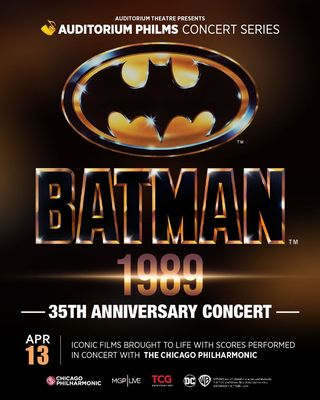 AUDITORIUM THEATRE PRESENTS
AUDITORIUM PHILMS CONCERT SERIES
TM
BATMAN TM
1989
35TH ANNIVERSARY CONCERT
APR
13
ICONIC FILMS BROUGHT TO LIFE WITH SCORES PERFORMED
IN CONCERT WITH THE CHICAGO PHILHARMONIC
CHICAGO
PHILHARMONIC
MGP LIVE
TCG
DC
WB